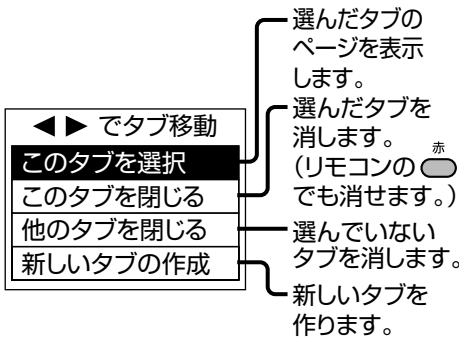 ◀ ▶ でタブ移動
このタブを選択
このタブを閉じる
他のタブを閉じる
新しいタブの作成
選んだタブの
ページを表示
します。
選んだタブを
消します。
赤
(リモコンの
でも消せます。)
選んでいない
タブを消します。
新しいタブを
作ります。